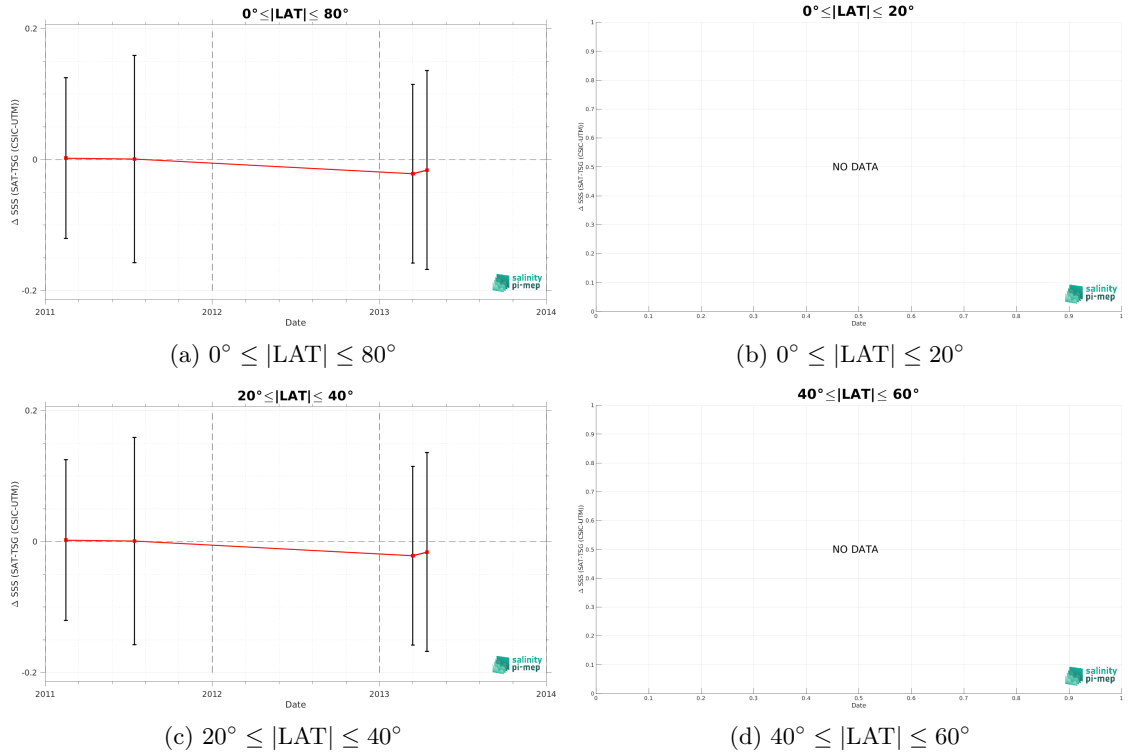 0°≤|LAT|≤ 80°
Δ SSS (SAT-TSG (CSIC-UTM))
0.2
0
-0.2
2011 2012 2013 2014
Date
salinity
pi-mep
(a) 0° ≤ |LAT| ≤ 80°
0°≤|LAT|≤ 20°
Δ SSS (SAT-TSG (CSIC-UTM))
1
0.9
0.8
0.7
0.6
0.5
0.4
0.3
0.2
0.1
0
NO DATA
0 0.1 0.2 0.3 0.4 0.5 0.6 0.7 0.8 0.9 1
Date
salinity
pi-mep
(b) 0° ≤ |LAT| ≤ 20°
20°≤|LAT|≤ 40°
Δ SSS (SAT-TSG (CSIC-UTM))
0.2
0
-0.2
2011 2012 2013 2014
Date
salinity
pi-mep
(c) 20° ≤ |LAT| ≤ 40°
40°≤|LAT|≤ 60°
Δ SSS (SAT-TSG (CSIC-UTM))
1
0.9
0.8
0.7
0.6
0.5
0.4
0.3
0.2
0.1
0
NO DATA
0 0.1 0.2 0.3 0.4 0.5 0.6 0.7 0.8 0.9 1
Date
salinity
pi-mep
(d) 40° ≤ |LAT| ≤ 60°